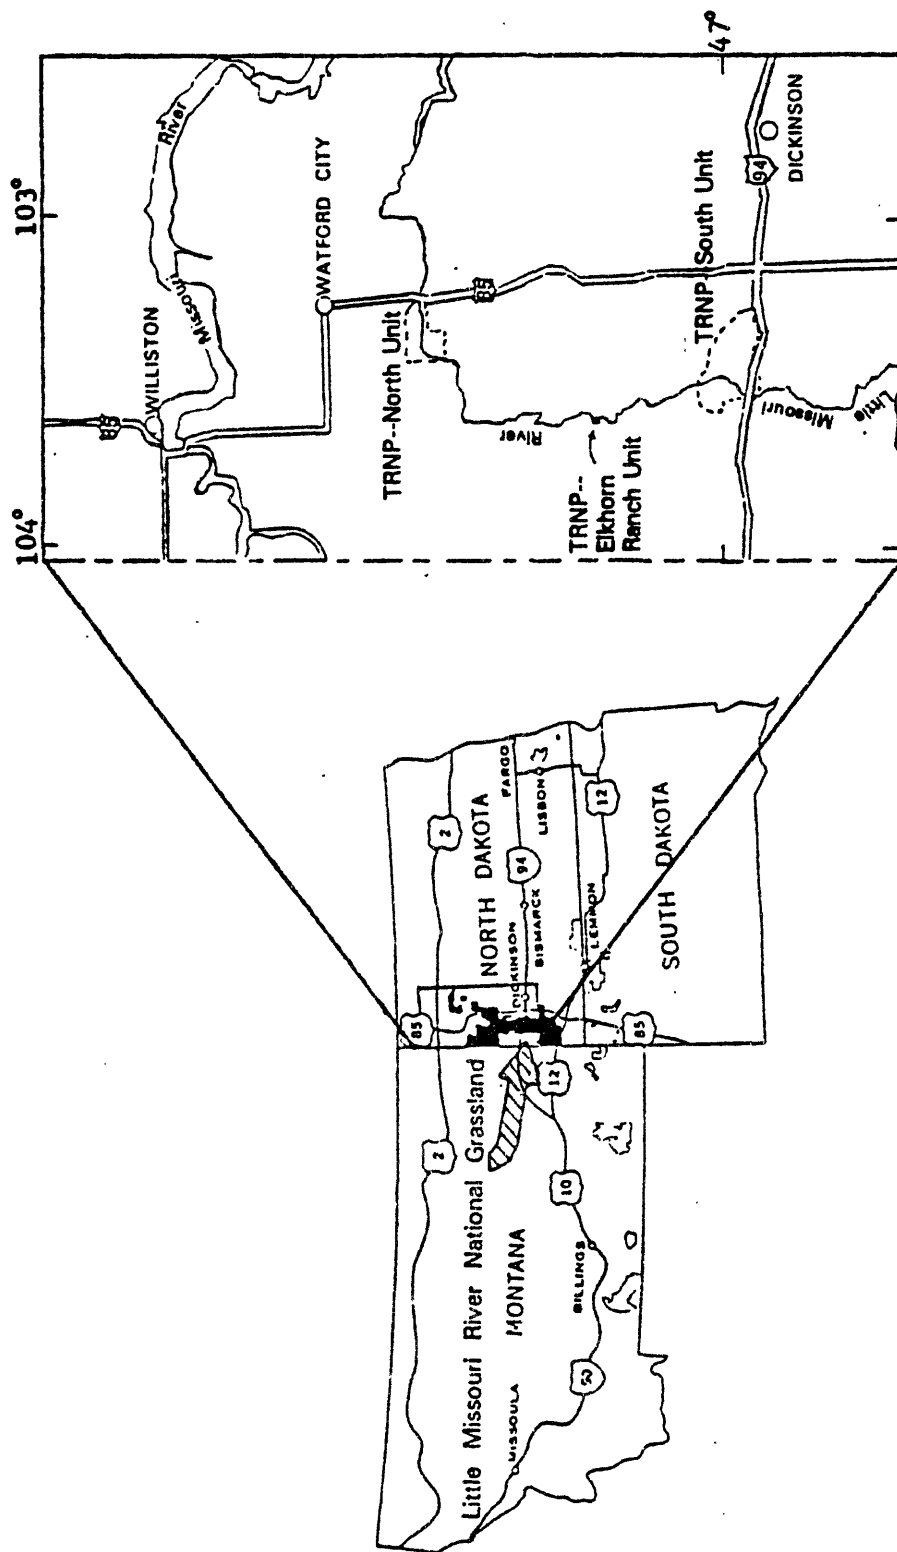 104°
103°
85
WILLISTON
Missouri
River
WATFORD CITY
TRNP--North Unit
85
River
TRNP--
Elkhorn
Ranch Unit
TRNP--South Unit
47°
94
DICKINSON
Missouri
Little
2
85
2
Little Missouri River National Grassland
NORTH DAKOTA
MONTANA
MISSOULA
BILLINGS
10
12
DICKINSON
BISMARCK
94
FARGO
LISBON
LEMMON
12
85
SOUTH DAKOTA